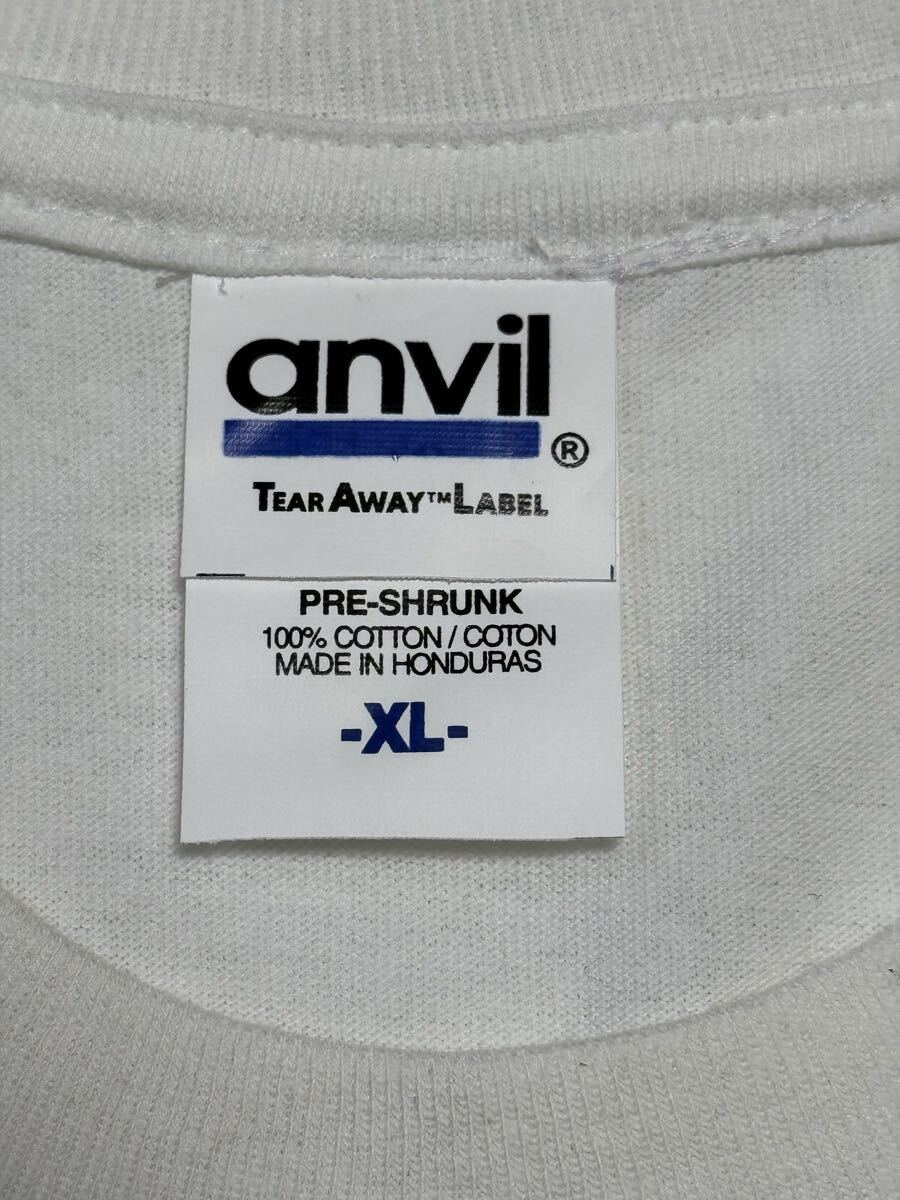 anvil®
TEAR AWAY™ LABEL
PRE-SHRUNK
100% COTTON / COTON
MADE IN HONDURAS
-XL-